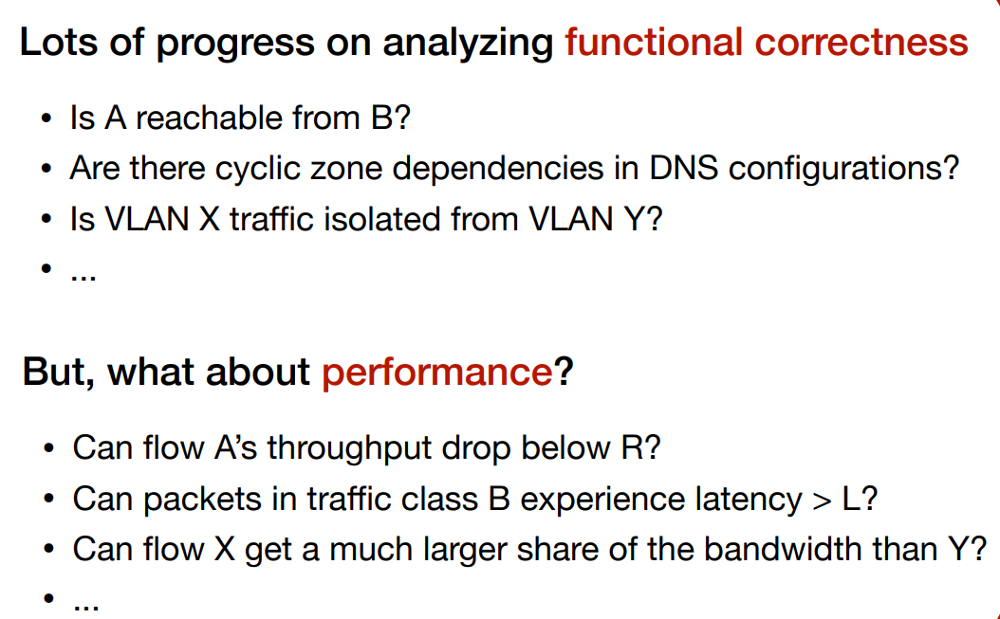 Lots of progress on analyzing functional correctness
• Is A reachable from B?
• Are there cyclic zone dependencies in DNS configurations?
• Is VLAN X traffic isolated from VLAN Y?
• ...
But, what about performance?
• Can flow A’s throughput drop below R?
• Can packets in traffic class B experience latency > L?
• Can flow X get a much larger share of the bandwidth than Y?
• ...